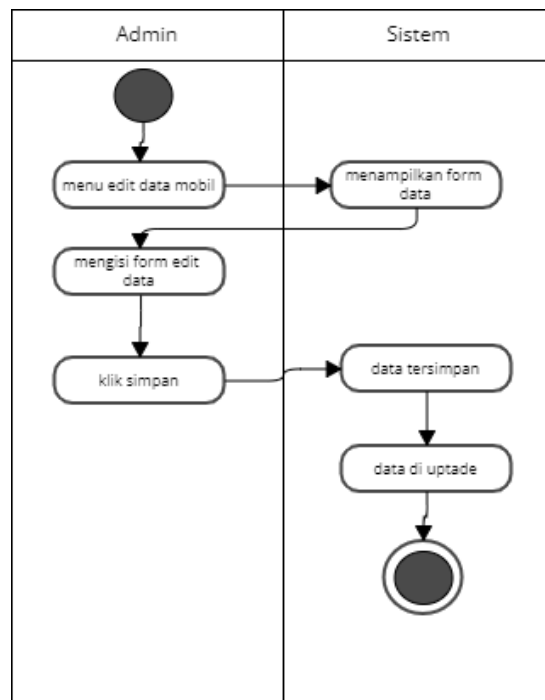 Admin
Sistem
menu edit data mobil
menampilkan form
data
mengisi form edit
data
klik simpan
data tersimpan
data di uptade